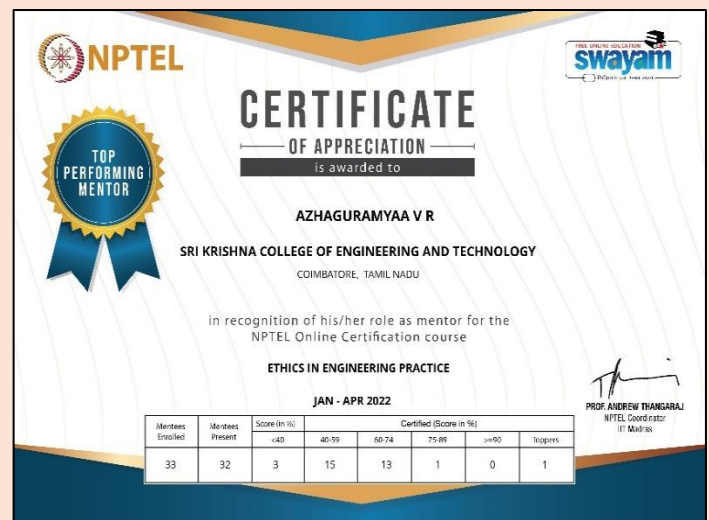 NPTEL
FREE ONLINE EDUCATION
swayam
CERTIFICATE
OF APPRECIATION
is awarded to
TOP
PERFORMING
MENTOR
AZHAGURAMYAA V R
SRI KRISHNA COLLEGE OF ENGINEERING AND TECHNOLOGY
COIMBATORE, TAMIL NADU
in recognition of his/her role as mentor for the
NPTEL Online Certification course
ETHICS IN ENGINEERING PRACTICE
JAN - APR 2022
PROF. ANDREW THANGARAJ
NPTEL Coordinator
IIT Madras
Mentees Enrolled Mentees Present Score (in %) Certified (Score in %)
<40 40-59 60-74 75-89 >=90 Toppers
33 32 3 15 13 1 0 1